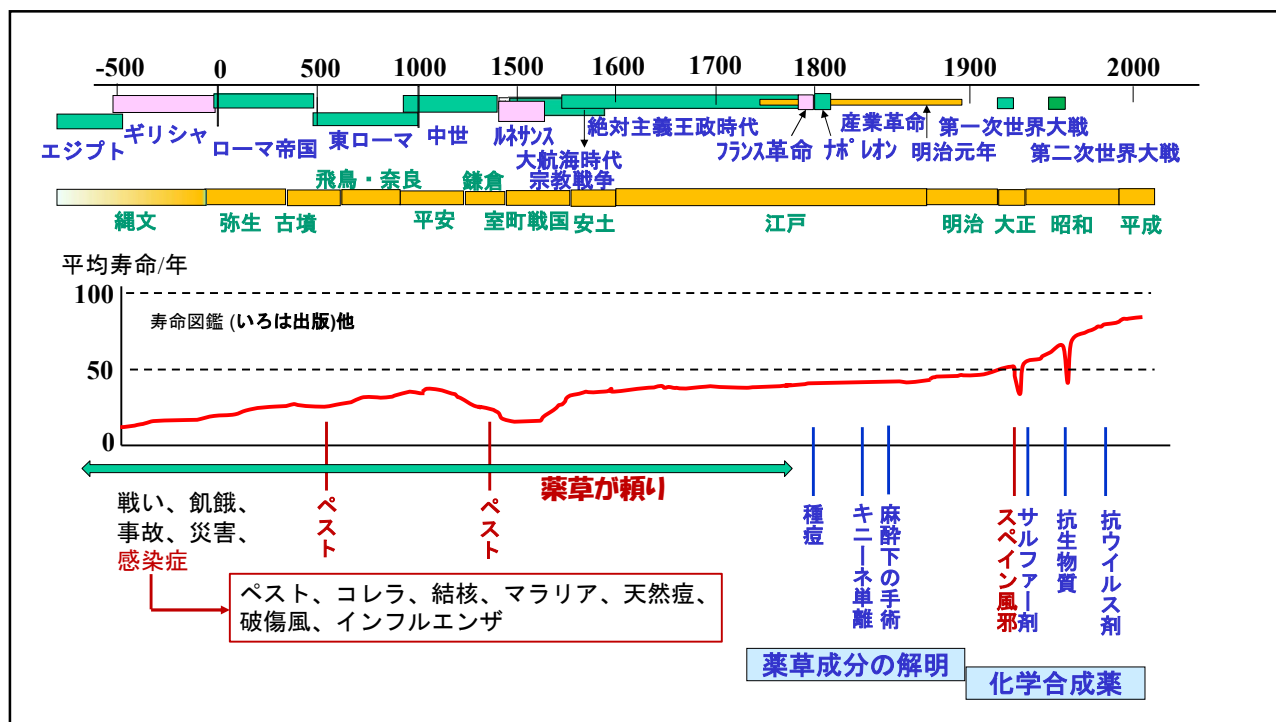 -500 0 500 1000 1500 1600 1700 1800 1900 2000
エジプト
ギリシャ
ローマ帝国
東ローマ
中世
ﾙﾈｻﾝｽ
大航海時代
宗教戦争
絶対主義王政時代
フランス革命
ﾅﾎﾟﾚｵﾝ
産業革命
明治元年
第一次世界大戦
第二次世界大戦
縄文
弥生
古墳
飛鳥・奈良
平安
鎌倉
室町戦国
安土
江戸
明治
大正
昭和
平成
平均寿命/年
100
寿命図鑑 (いろは出版)他
50
0
薬草が頼り
戦い、飢餓、
事故、災害、
感染症
ペスト
ペスト
種痘
キニーネ単離
麻酔下の手術
スペイン風邪
サルファー剤
抗生物質
抗ウイルス剤
ペスト、コレラ、結核、マラリア、天然痘、
破傷風、インフルエンザ
薬草成分の解明
化学合成薬